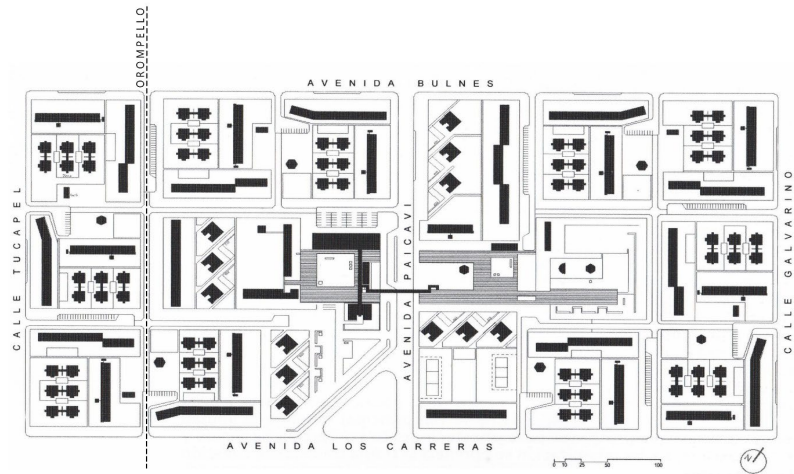 OROMPELLO
AVENIDA BULNES
CALLE TUCAPEL
AVENIDA PAICAVI
CALLE GALVARINO
AVENIDA LOS CARRERAS
0 10 25 50 100
N